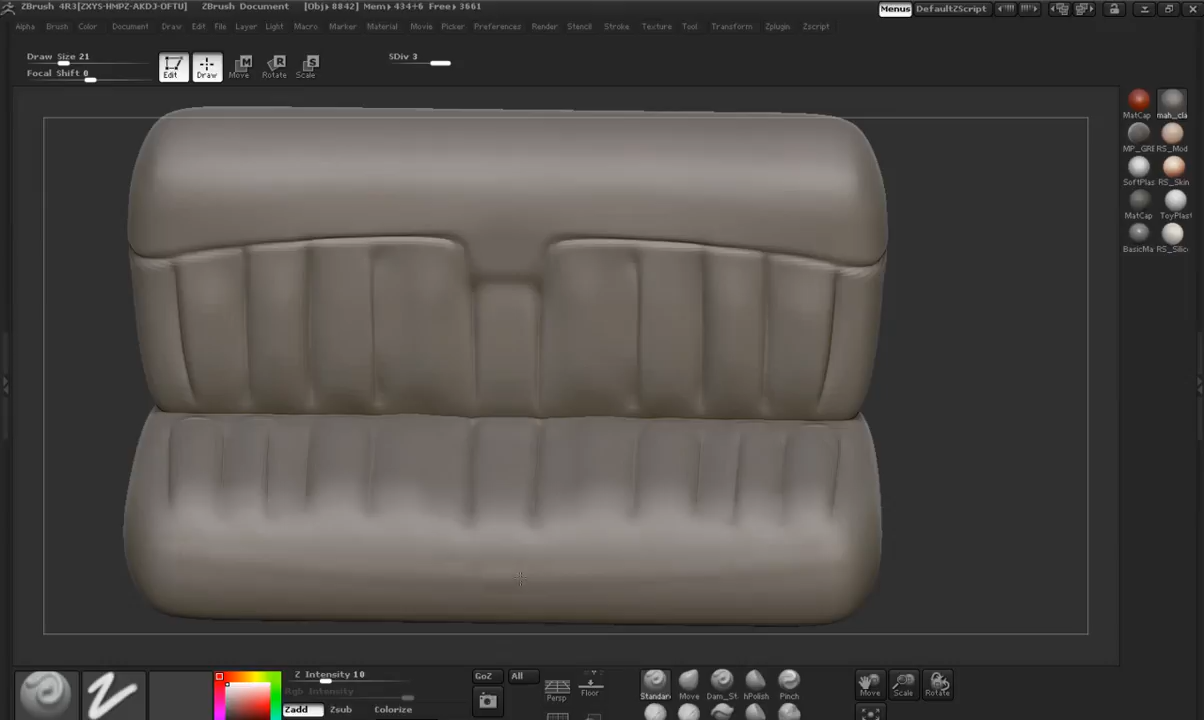 ZBrush 4R3[ZXYS-HMPZ-AKDJ-OFTU] ZBrush Document [Obj▸ 8842] Mem▸ 434+6 Free▸ 3661
Menus DefaultZScript
Alpha Brush Color Document Draw Edit File Layer Light Macro Marker Material Movie Picker Preferences Render Stencil Stroke Texture Tool Transform Zplugin Zscript
Draw Size 21
Focal Shift 0
Edit Draw Move Rotate Scale
SDiv 3
MatCap mah_cla
MP_GRE RS_Mod
SoftPlas RS_Skin
MatCap ToyPlast
BasicMa RS_Silic
Z Intensity 10
Rgb Intensity
Zadd Zsub Colorize
GoZ All
Persp Floor
Standar Move Dam_St hPolish Pinch
Move Scale Rotate